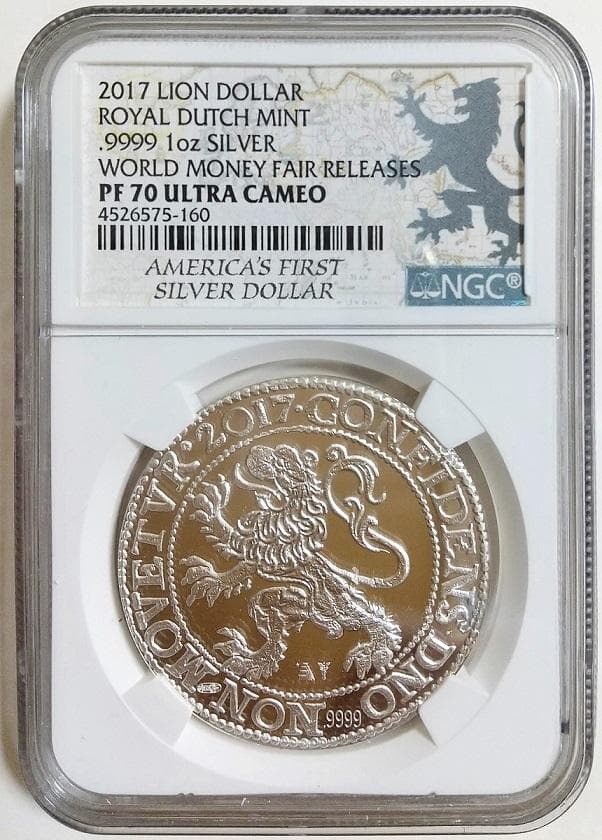 2017 LION DOLLAR
ROYAL DUTCH MINT
.9999 1oz SILVER
WORLD MONEY FAIR RELEASES
PF 70 ULTRA CAMEO
4526575-160
AMERICA'S FIRST
SILVER DOLLAR
NGC®
2017·CONFIDENS·DNO·NON·MOVETVR·
.9999